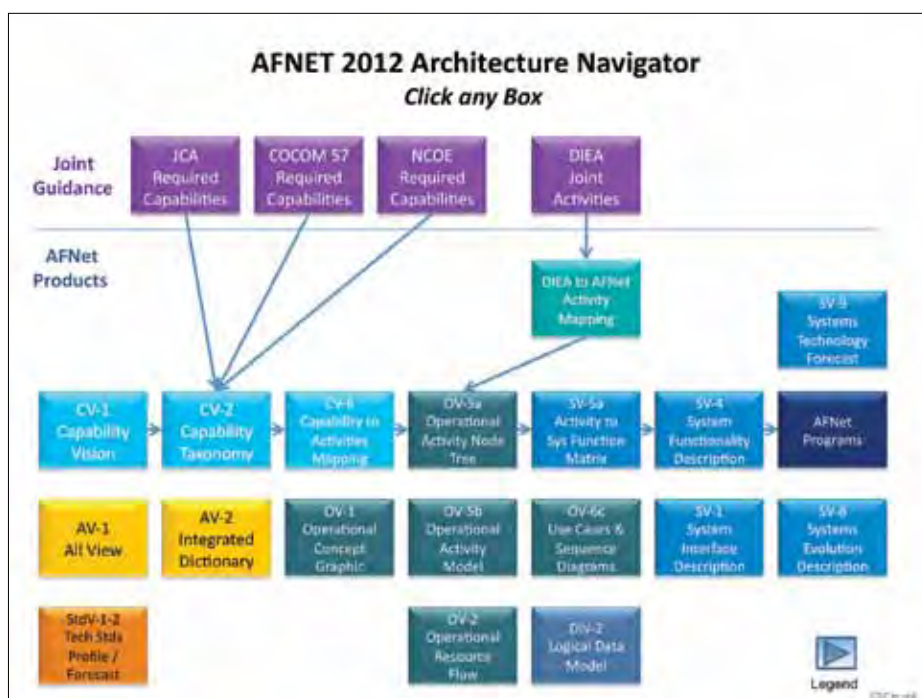 AFNET 2012 Architecture Navigator
Click any Box
Joint
Guidance
JCA
Required
Capabilities
COCOM 57
Required
Capabilities
NCOE
Required
Capabilities
DIEA
Joint
Activities
AFNet
Products
DIEA to AFNet
Activity
Mapping
SV-9
Systems
Technology
Forecast
CV-1
Capability
Vision
CV-2
Capability
Taxonomy
CV-6
Capability to
Activities
Mapping
OV-5a
Operational
Activity Node
Tree
SV-5a
Activity to
Sys Function
Matrix
SV-4
System
Functionality
Description
AFNet
Programs
AV-1
All View
AV-2
Integrated
Dictionary
OV-1
Operational
Concept
Graphic
OV-5b
Operational
Activity
Model
OV-6c
Use Cases &
Sequence
Diagrams
SV-1
System
Interface
Description
SV-8
Systems
Evolution
Description
StdV-1-2
Tech Stds
Profile /
Forecast
OV-2
Operational
Resource
Flow
DIV-2
Logical Data
Model
Legend